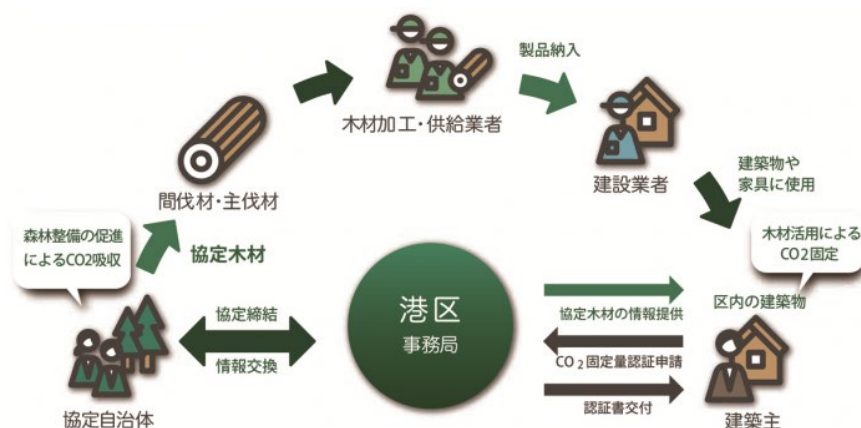 製品納入
木材加工・供給業者
建設業者
建築物や
家具に使用
間伐材・主伐材
森林整備の促進
によるCO2吸収
協定木材
木材活用による
CO2固定
協定締結
情報交換
港区
事務局
区内の建築物
協定木材の情報提供
CO2固定量認証申請
認証書交付
協定自治体
建築主